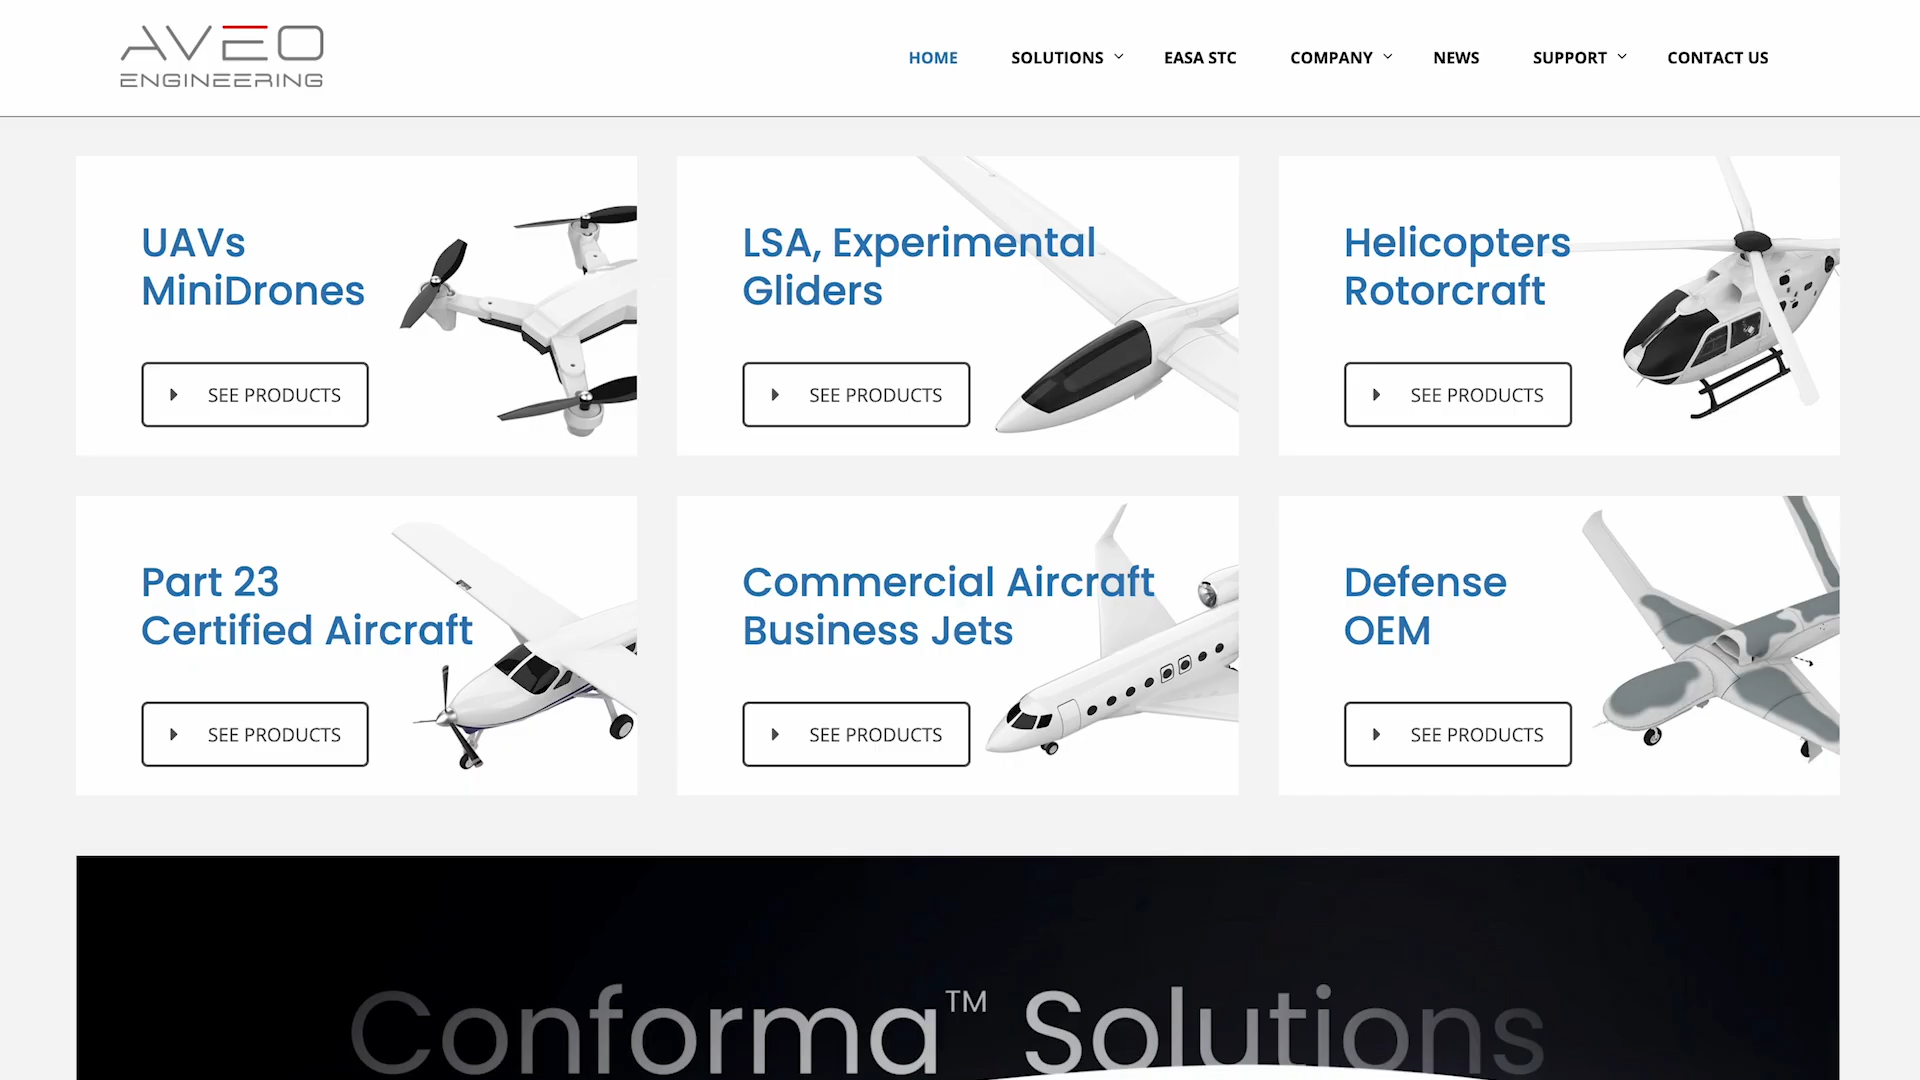 AVEO
ENGINEERING
HOME
SOLUTIONS
EASA STC
COMPANY
NEWS
SUPPORT
CONTACT US
UAVs
MiniDrones
SEE PRODUCTS
LSA, Experimental
Gliders
SEE PRODUCTS
Helicopters
Rotorcraft
SEE PRODUCTS
Part 23
Certified Aircraft
SEE PRODUCTS
Commercial Aircraft
Business Jets
SEE PRODUCTS
Defense
OEM
SEE PRODUCTS
Conforma™ Solutions